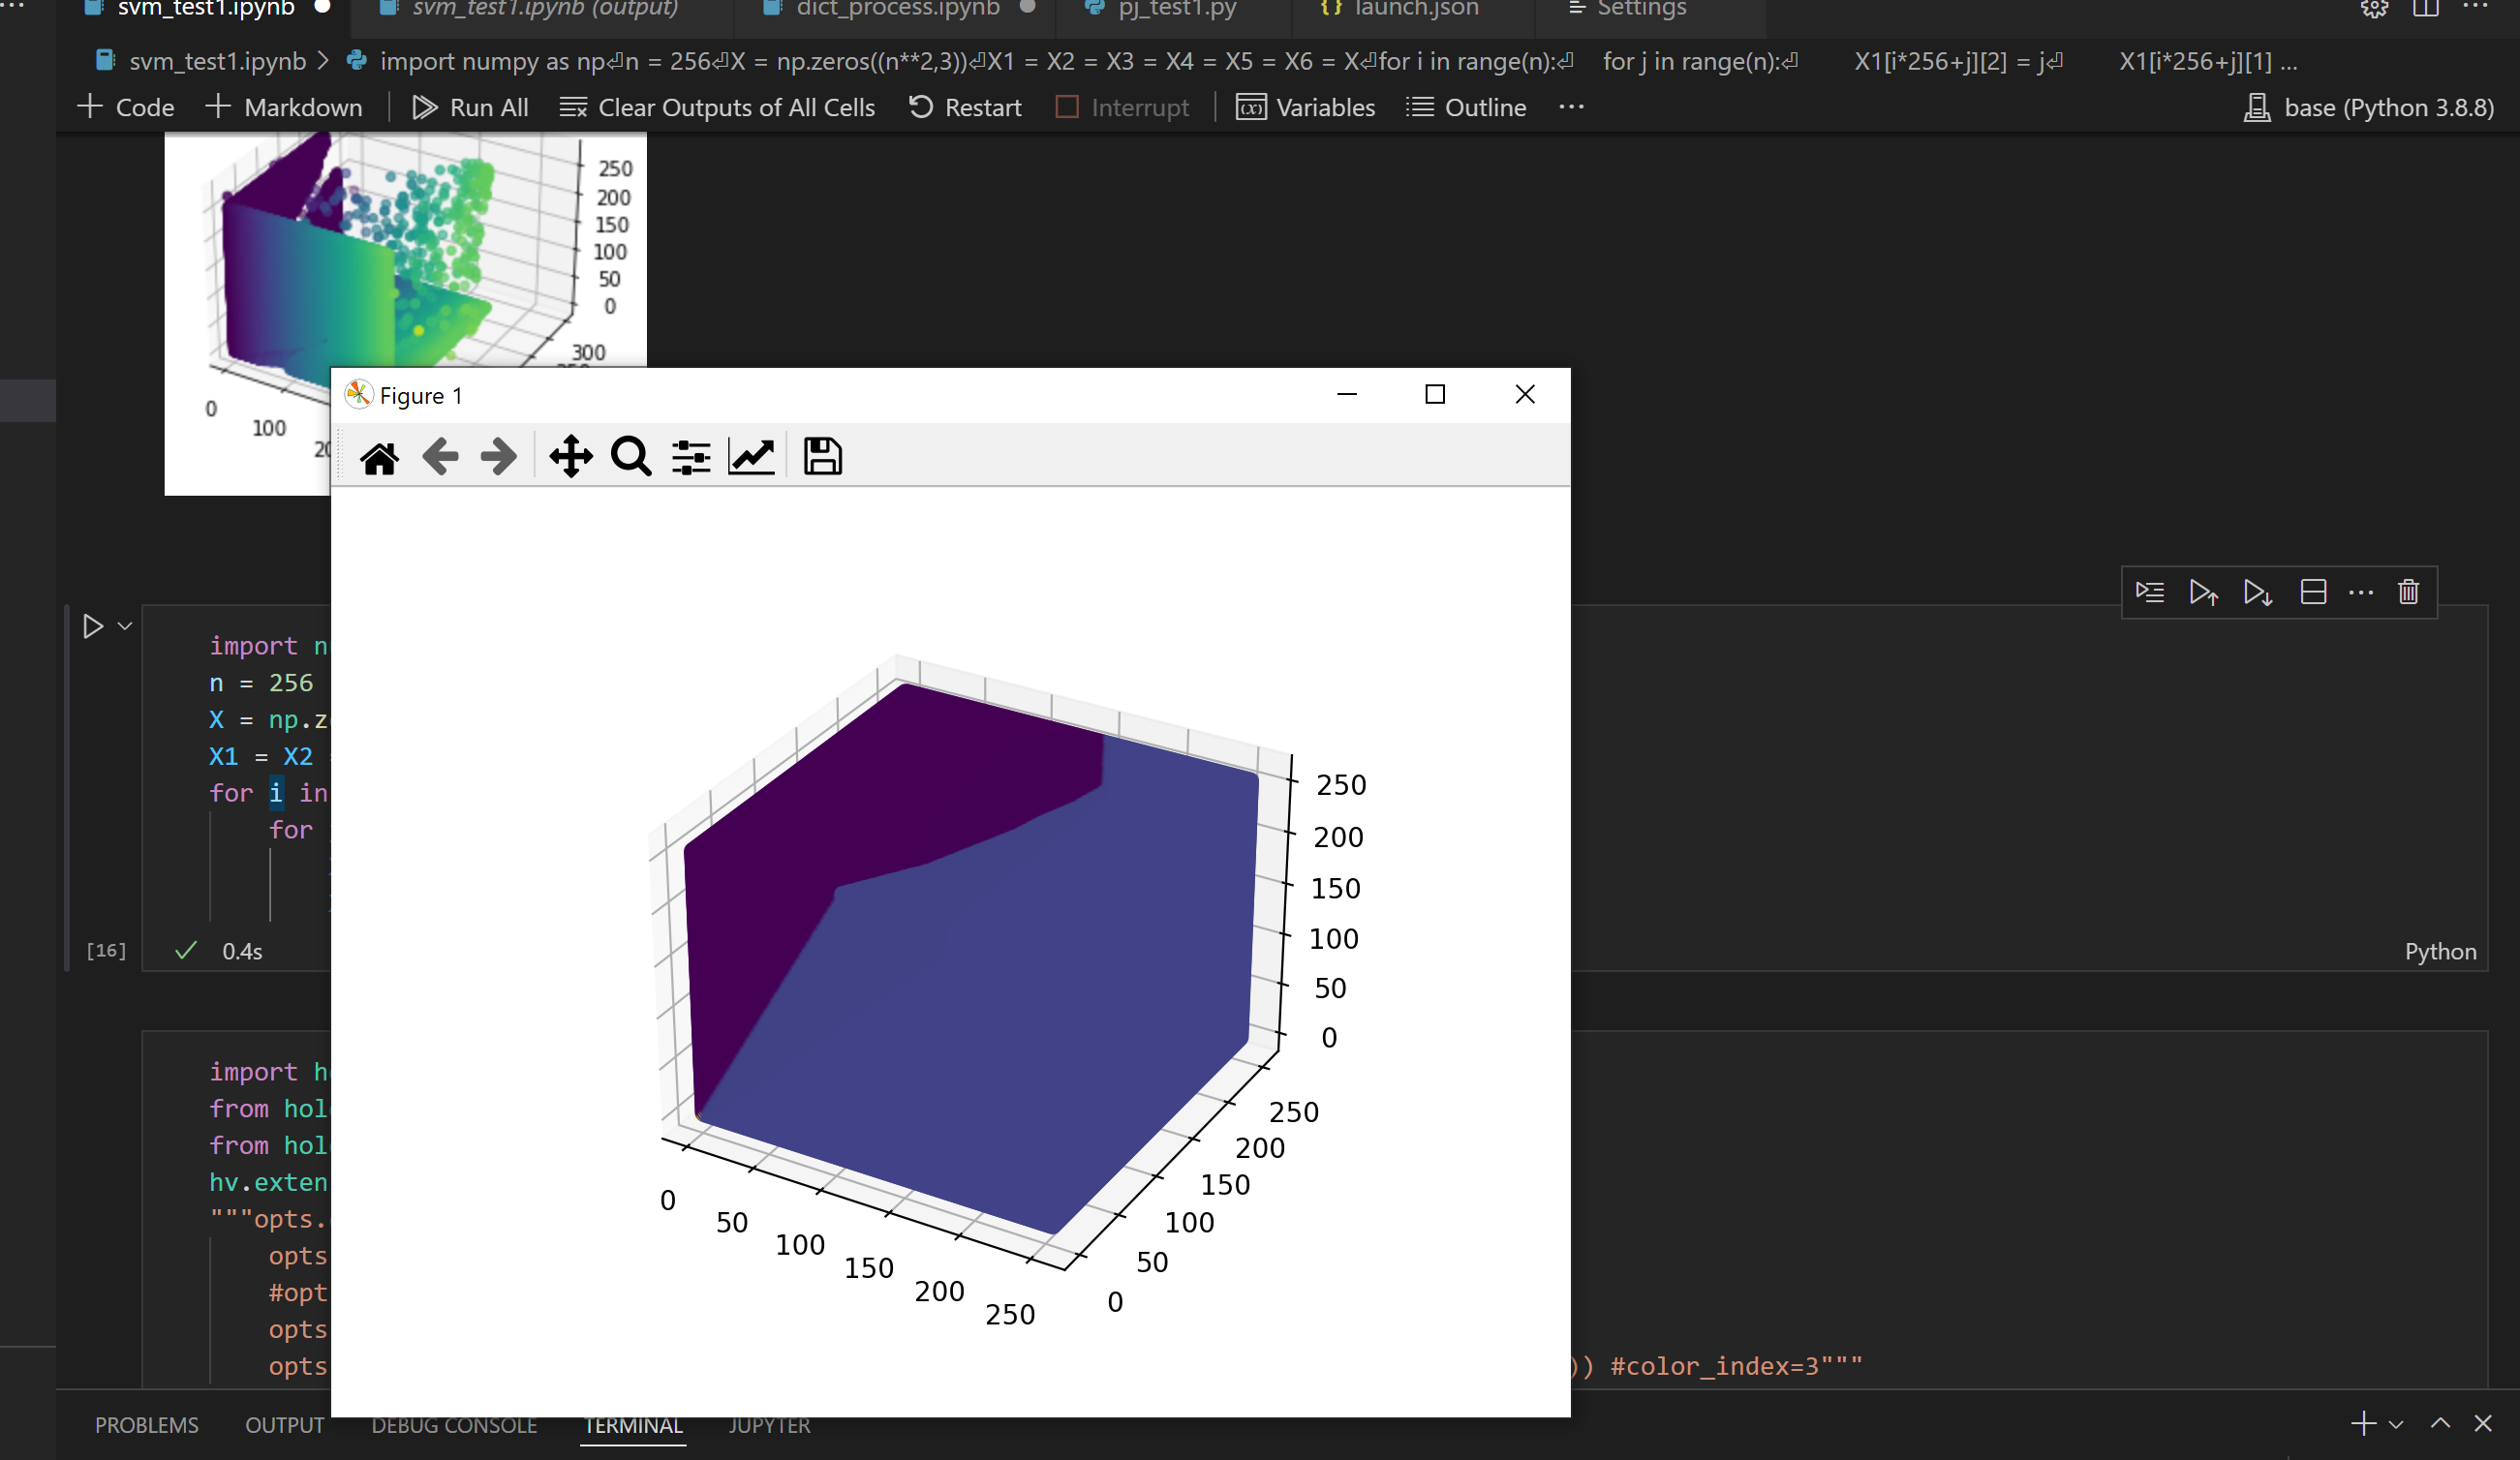 svm_test1.ipynb
svm_test1.ipynb (output)
dict_process.ipynb
pj_test1.py
launch.json
Settings
svm_test1.ipynb > import numpy as np⏎n = 256⏎X = np.zeros((n**2,3))⏎X1 = X2 = X3 = X4 = X5 = X6 = X⏎for i in range(n):⏎ for j in range(n):⏎ X1[i*256+j][2] = j⏎ X1[i*256+j][1] ...
+ Code + Markdown Run All Clear Outputs of All Cells Restart Interrupt Variables Outline ... base (Python 3.8.8)
250
200
150
100
50
0
300
0
100
Figure 1
import n
n = 256
X = np.z
X1 = X2
for i in
for
[16] 0.4s
Python
250
200
150
100
50
0
250
200
150
100
50
0
0
50
100
150
200
250
import h
from hol
from hol
hv.exten
"""opts.
opts
#opt
opts
opts )) #color_index=3"""
PROBLEMS OUTPUT DEBUG CONSOLE TERMINAL JUPYTER